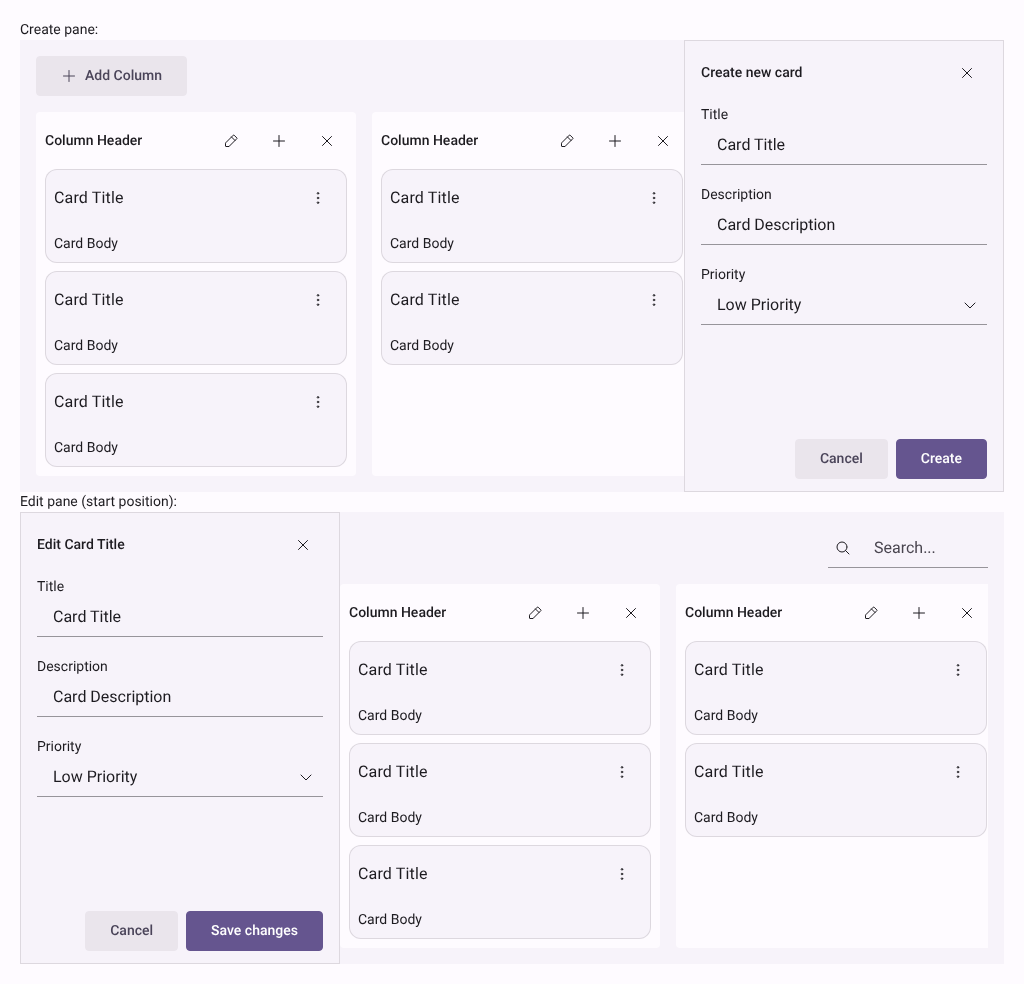 Create pane:
Add Column
Column Header
Card Title
Card Body
Card Title
Card Body
Card Title
Card Body
Column Header
Card Title
Card Body
Card Title
Card Body
Create new card
Title
Card Title
Description
Card Description
Priority
Low Priority
Cancel
Create
Edit pane (start position):
Edit Card Title
Title
Card Title
Description
Card Description
Priority
Low Priority
Cancel
Save changes
Search...
Column Header
Card Title
Card Body
Card Title
Card Body
Card Title
Card Body
Column Header
Card Title
Card Body
Card Title
Card Body